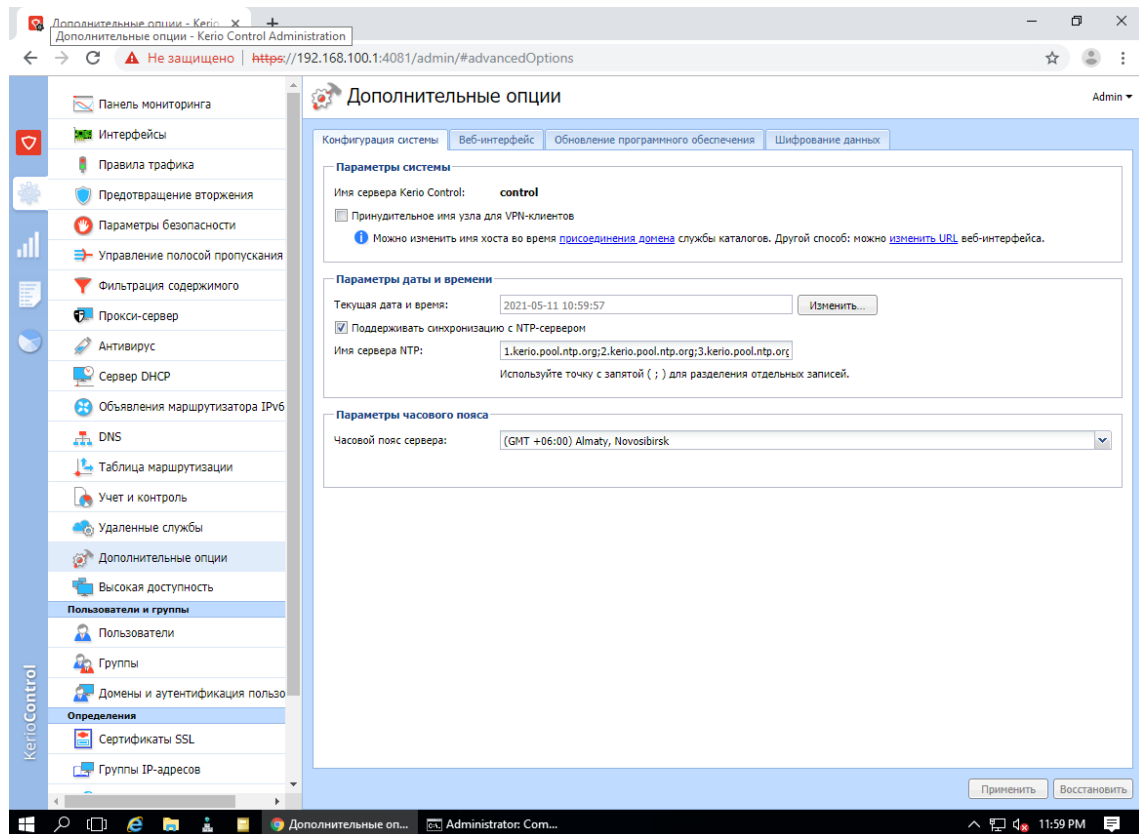 Дополнительные опции - Kerio
Дополнительные опции - Kerio Control Administration
Не защищено | https://192.168.100.1:4081/admin/#advancedOptions
KerioControl
Панель мониторинга
Интерфейсы
Правила трафика
Предотвращение вторжения
Параметры безопасности
Управление полосой пропускания
Фильтрация содержимого
Прокси-сервер
Антивирус
Сервер DHCP
Объявления маршрутизатора IPv6
DNS
Таблица маршрутизации
Учет и контроль
Удаленные службы
Дополнительные опции
Высокая доступность
Пользователи и группы
Пользователи
Группы
Домены и аутентификация пользо
Определения
Сертификаты SSL
Группы IP-адресов
Дополнительные опции
Admin
Конфигурация системы Веб-интерфейс Обновление программного обеспечения Шифрование данных
Параметры системы
Имя сервера Kerio Control: control
Принудительное имя узла для VPN-клиентов
Можно изменить имя хоста во время присоединения домена службы каталогов. Другой способ: можно изменить URL веб-интерфейса.
Параметры даты и времени
Текущая дата и время: 2021-05-11 10:59:57 Изменить...
Поддерживать синхронизацию с NTP-сервером
Имя сервера NTP: 1.kerio.pool.ntp.org;2.kerio.pool.ntp.org;3.kerio.pool.ntp.org
Используйте точку с запятой ( ; ) для разделения отдельных записей.
Параметры часового пояса
Часовой пояс сервера: (GMT +06:00) Almaty, Novosibirsk
Применить Восстановить
Дополнительные оп... Administrator: Com... 11:59 PM